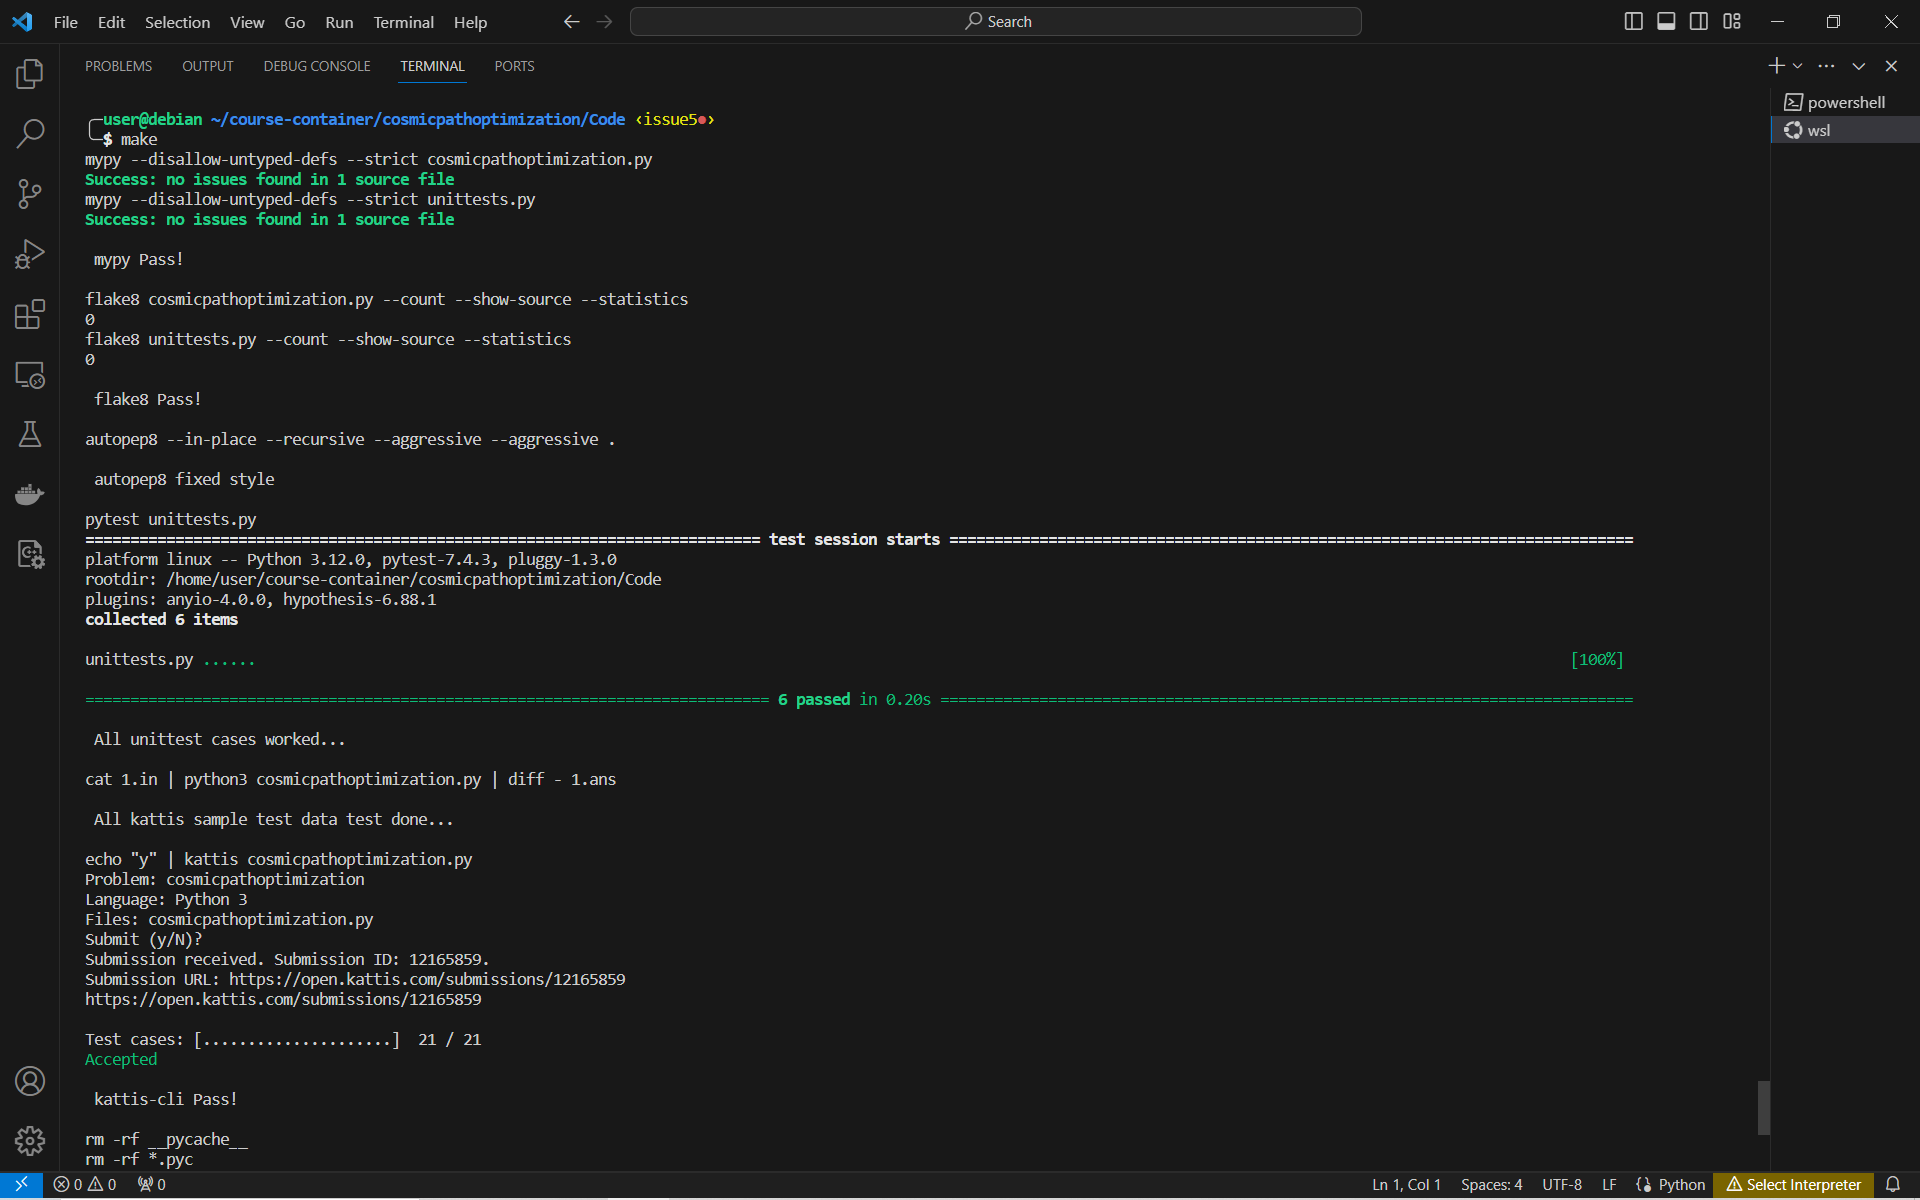 File Edit Selection View Go Run Terminal Help Search
PROBLEMS OUTPUT DEBUG CONSOLE TERMINAL PORTS
powershell
wsl
user@debian ~/course-container/cosmicpathoptimization/Code ‹issue5●›
$ make
mypy --disallow-untyped-defs --strict cosmicpathoptimization.py
Success: no issues found in 1 source file
mypy --disallow-untyped-defs --strict unittests.py
Success: no issues found in 1 source file
mypy Pass!
flake8 cosmicpathoptimization.py --count --show-source --statistics
0
flake8 unittests.py --count --show-source --statistics
0
flake8 Pass!
autopep8 --in-place --recursive --aggressive --aggressive .
autopep8 fixed style
pytest unittests.py
=========================================================================== test session starts ============================================================================
platform linux -- Python 3.12.0, pytest-7.4.3, pluggy-1.3.0
rootdir: /home/user/course-container/cosmicpathoptimization/Code
plugins: anyio-4.0.0, hypothesis-6.88.1
collected 6 items
unittests.py ...... [100%]
============================================================================ 6 passed in 0.20s =============================================================================
All unittest cases worked...
cat 1.in | python3 cosmicpathoptimization.py | diff - 1.ans
All kattis sample test data test done...
echo "y" | kattis cosmicpathoptimization.py
Problem: cosmicpathoptimization
Language: Python 3
Files: cosmicpathoptimization.py
Submit (y/N)?
Submission received. Submission ID: 12165859.
Submission URL: https://open.kattis.com/submissions/12165859
https://open.kattis.com/submissions/12165859
Test cases: [.....................] 21 / 21
Accepted
kattis-cli Pass!
rm -rf __pycache__
rm -rf *.pyc
0 0 0 Ln 1, Col 1 Spaces: 4 UTF-8 LF Python Select Interpreter